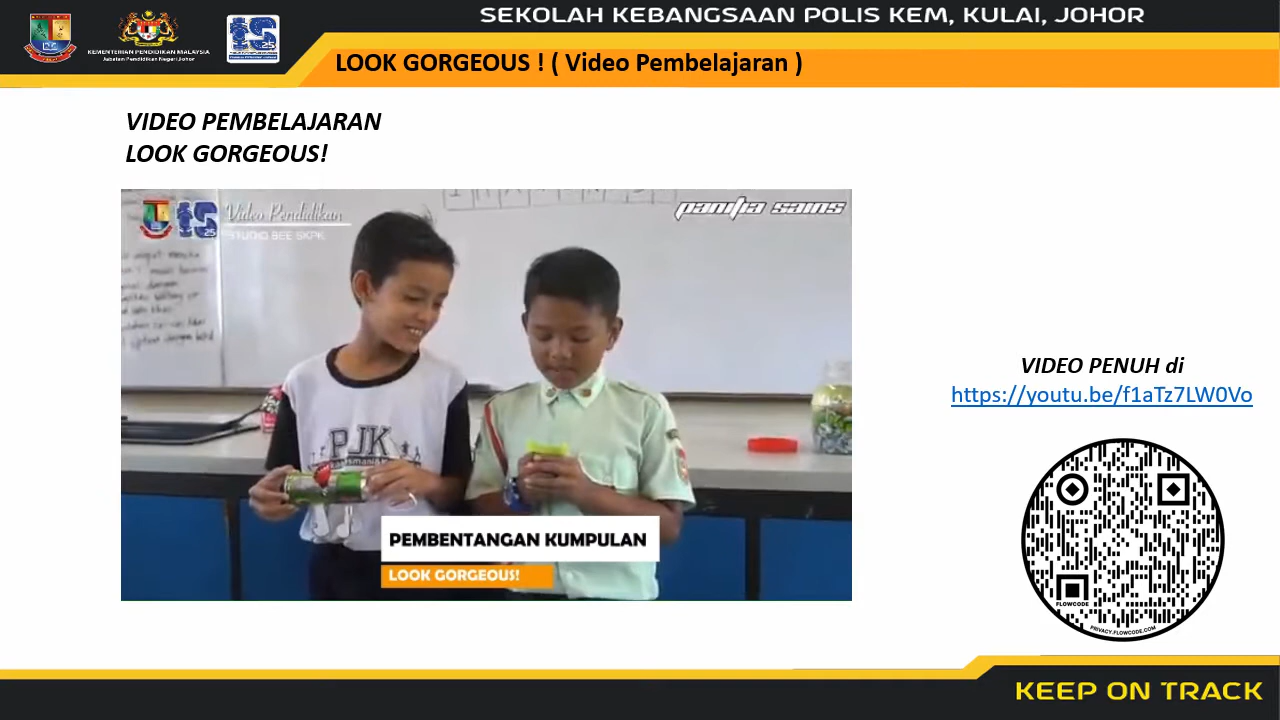 SEKOLAH KEBANGSAAN POLIS KEM, KULAI, JOHOR
KEMENTERIAN PENDIDIKAN MALAYSIA
Jabatan Pendidikan Negeri Johor
LOOK GORGEOUS ! ( Video Pembelajaran )
VIDEO PEMBELAJARAN
LOOK GORGEOUS!
Video Pendidikan
STUDIO BEE SKPK
25
panitia sains
PJK
PEMBENTANGAN KUMPULAN
LOOK GORGEOUS!
VIDEO PENUH di
https://youtu.be/f1aTz7LW0Vo
FLOWCODE
PRIVACY.FLOWCODE.COM
KEEP ON TRACK